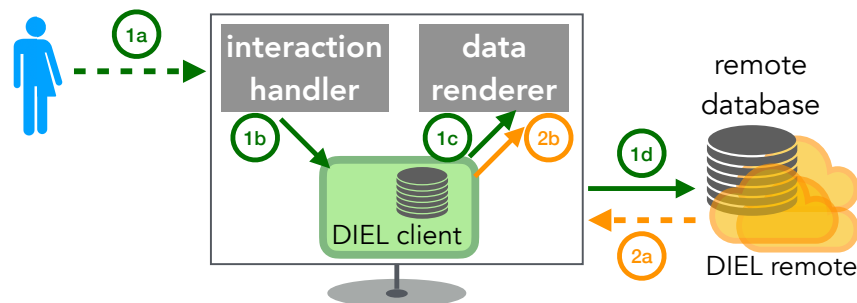 1a
interaction
handler
data
renderer
remote
database
1b
1c
2b
1d
DIEL client
2a
DIEL remote